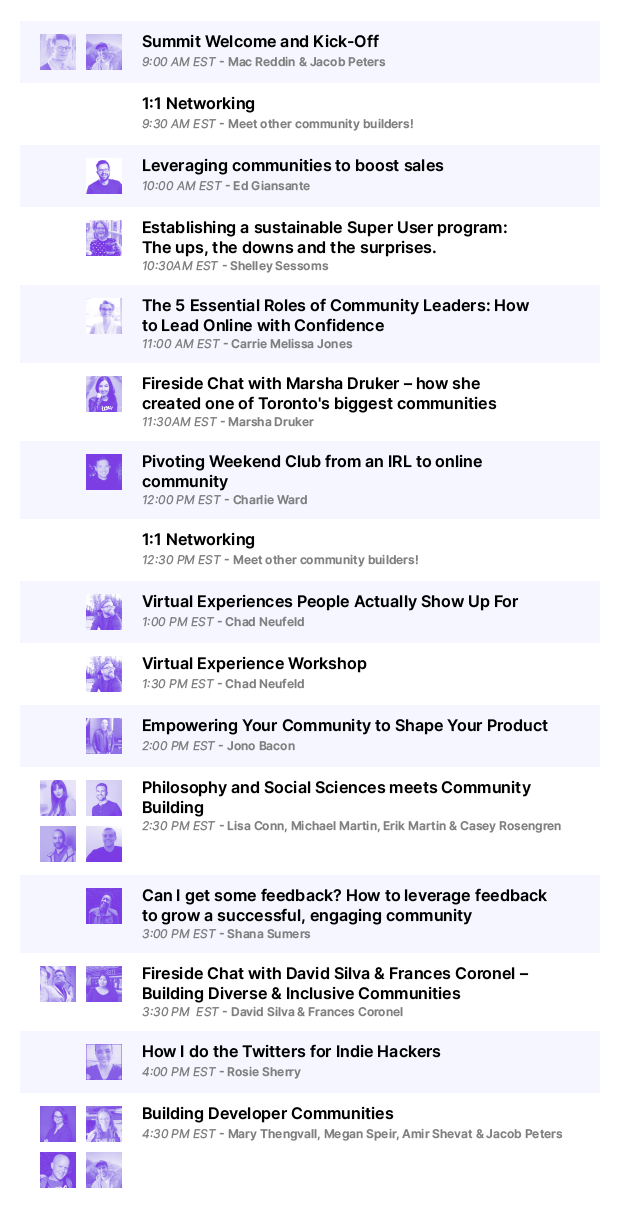 Summit Welcome and Kick-Off
9:00 AM EST - Mac Reddin & Jacob Peters
1:1 Networking
9:30 AM EST - Meet other community builders!
Leveraging communities to boost sales
10:00 AM EST - Ed Giansante
Establishing a sustainable Super User program:
The ups, the downs and the surprises.
10:30AM EST - Shelley Sessoms
The 5 Essential Roles of Community Leaders: How
to Lead Online with Confidence
11:00 AM EST - Carrie Melissa Jones
Fireside Chat with Marsha Druker – how she
created one of Toronto's biggest communities
11:30AM EST - Marsha Druker
Pivoting Weekend Club from an IRL to online
community
12:00 PM EST - Charlie Ward
1:1 Networking
12:30 PM EST - Meet other community builders!
Virtual Experiences People Actually Show Up For
1:00 PM EST - Chad Neufeld
Virtual Experience Workshop
1:30 PM EST - Chad Neufeld
Empowering Your Community to Shape Your Product
2:00 PM EST - Jono Bacon
Philosophy and Social Sciences meets Community
Building
2:30 PM EST - Lisa Conn, Michael Martin, Erik Martin & Casey Rosengren
Can I get some feedback? How to leverage feedback
to grow a successful, engaging community
3:00 PM EST - Shana Sumers
Fireside Chat with David Silva & Frances Coronel –
Building Diverse & Inclusive Communities
3:30 PM EST - David Silva & Frances Coronel
How I do the Twitters for Indie Hackers
4:00 PM EST - Rosie Sherry
Building Developer Communities
4:30 PM EST - Mary Thengvall, Megan Speir, Amir Shevat & Jacob Peters